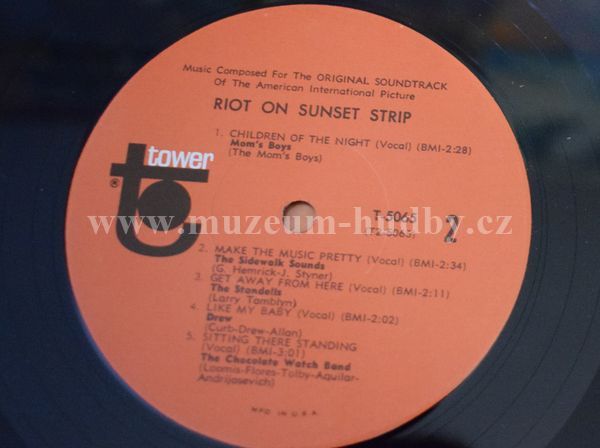 Music Composed For The ORIGINAL SOUNDTRACK
Of The American International Picture
RIOT ON SUNSET STRIP
1. CHILDREN OF THE NIGHT (Vocal) (BMI-2:28)
Mom's Boys
(The Mom's Boys)
tower
®
www.muzeum-hudby.cz
T-5065
(T2-5065)
2
2. MAKE THE MUSIC PRETTY (Vocal) (BMI-2:34)
The Sidewalk Sounds
(G. Hemrick-J. Styner)
3. GET AWAY FROM HERE (Vocal) (BMI-2:11)
The Standells
(Larry Tamblyn)
4. LIKE MY BABY (Vocal) (BMI-2:02)
Drew
(Curb-Drew-Allan)
5. SITTING THERE STANDING
(Vocal) (BMI-3:01)
The Chocolate Watch Band
(Loomis-Flores-Tolby-Aguilar-
Andrijasevich)
MFD IN U.S.A.